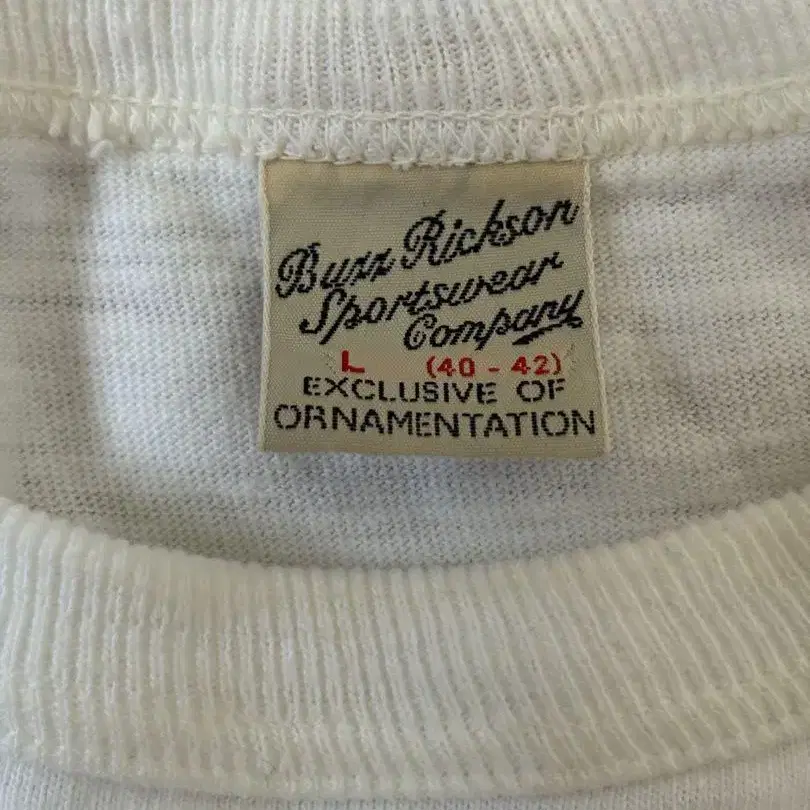 Buzz Rickson
Sportswear
Company
L (40 - 42)
EXCLUSIVE OF
ORNAMENTATION